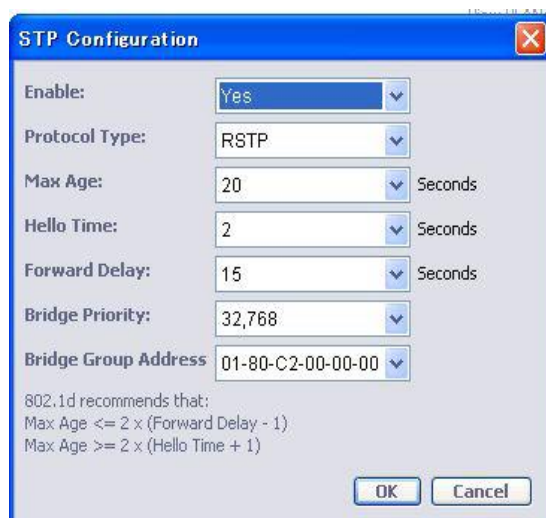 View VLANs
STP Configuration
Enable: Yes
Protocol Type: RSTP
Max Age: 20 Seconds
Hello Time: 2 Seconds
Forward Delay: 15 Seconds
Bridge Priority: 32,768
Bridge Group Address 01-80-C2-00-00-00
802.1d recommends that:
Max Age <= 2 x (Forward Delay - 1)
Max Age >= 2 x (Hello Time + 1)
OK Cancel